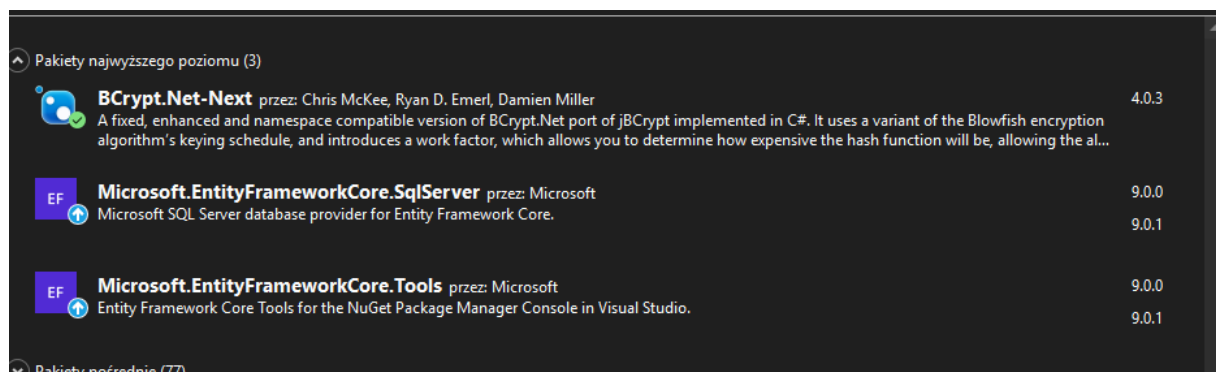 Pakiety najwyższego poziomu (3)
BCrypt.Net-Next przez: Chris McKee, Ryan D. Emerl, Damien Miller 4.0.3
A fixed, enhanced and namespace compatible version of BCrypt.Net port of jBCrypt implemented in C#. It uses a variant of the Blowfish encryption
algorithm's keying schedule, and introduces a work factor, which allows you to determine how expensive the hash function will be, allowing the al...
EF Microsoft.EntityFrameworkCore.SqlServer przez: Microsoft 9.0.0
Microsoft SQL Server database provider for Entity Framework Core. 9.0.1
EF Microsoft.EntityFrameworkCore.Tools przez: Microsoft 9.0.0
Entity Framework Core Tools for the NuGet Package Manager Console in Visual Studio. 9.0.1
Pakiety pośrednie (77)